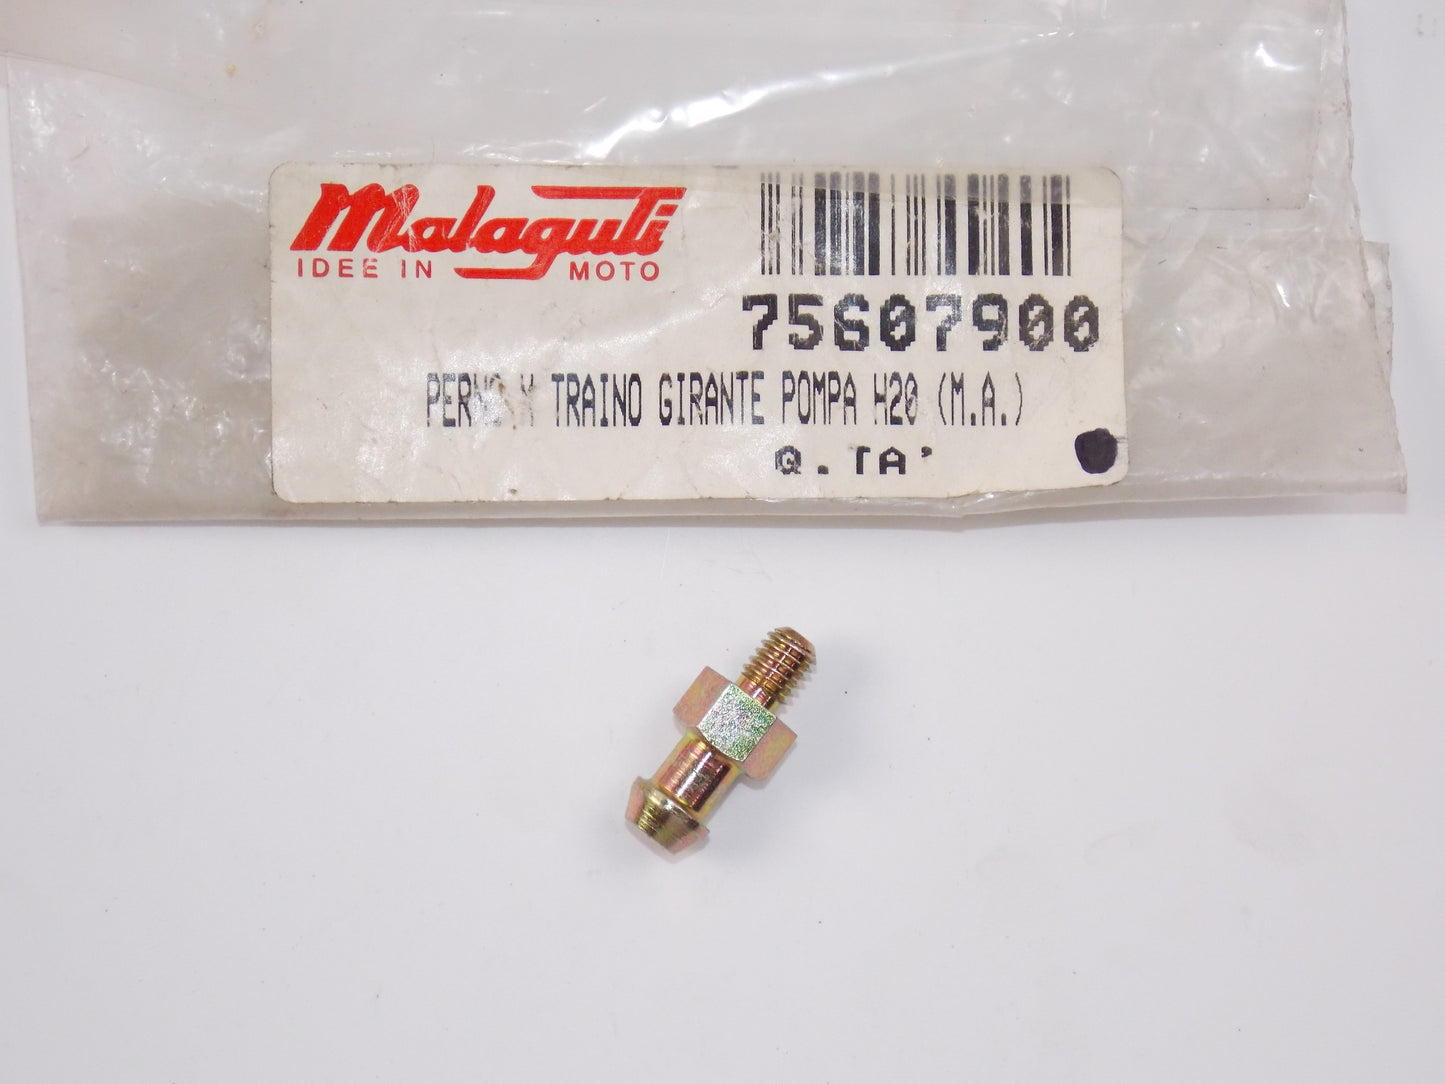 Malaguti
IDEE IN MOTO
75607900
PERNO X TRAINO GIRANTE POMPA H20 (M.A.)
Q.TA'